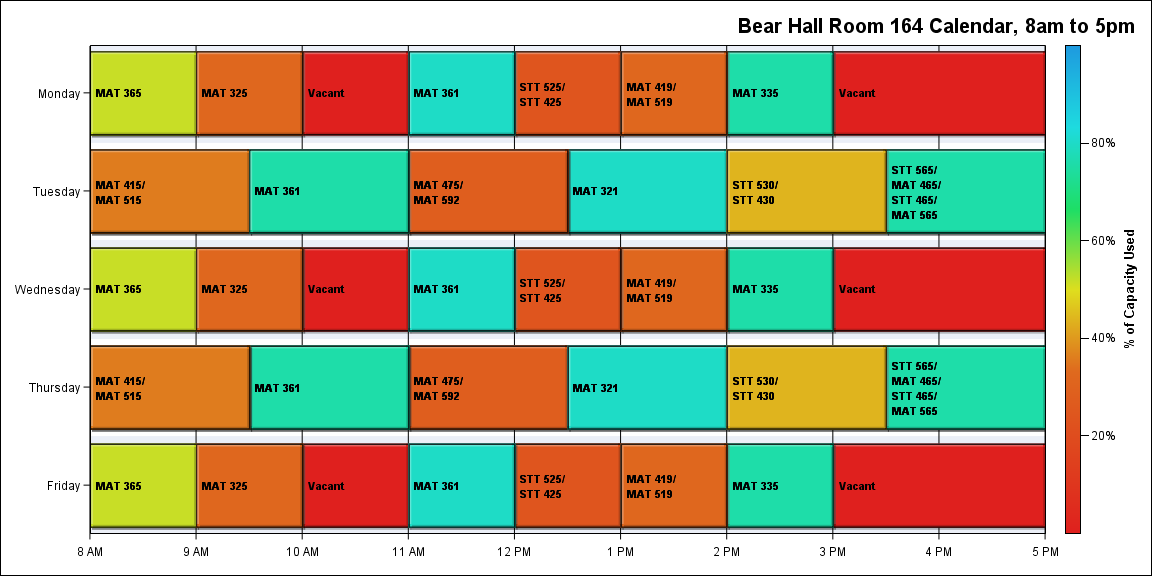 Bear Hall Room 164 Calendar, 8am to 5pm
Monday
MAT 365
MAT 325
Vacant
MAT 361
STT 525/
STT 425
MAT 419/
MAT 519
MAT 335
Vacant
Tuesday
MAT 415/
MAT 515
MAT 361
MAT 475/
MAT 592
MAT 321
STT 530/
STT 430
STT 565/
MAT 465/
STT 465/
MAT 565
Wednesday
MAT 365
MAT 325
Vacant
MAT 361
STT 525/
STT 425
MAT 419/
MAT 519
MAT 335
Vacant
Thursday
MAT 415/
MAT 515
MAT 361
MAT 475/
MAT 592
MAT 321
STT 530/
STT 430
STT 565/
MAT 465/
STT 465/
MAT 565
Friday
MAT 365
MAT 325
Vacant
MAT 361
STT 525/
STT 425
MAT 419/
MAT 519
MAT 335
Vacant
8 AM
9 AM
10 AM
11 AM
12 PM
1 PM
2 PM
3 PM
4 PM
5 PM
80%
60%
40%
20%
% of Capacity Used